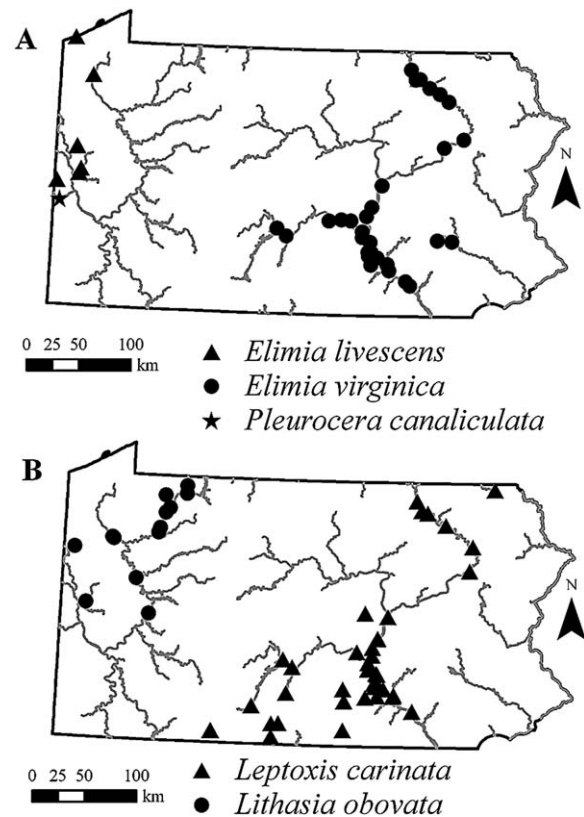 A
N
0 25 50 100
km
Elimia livescens
Elimia virginica
Pleurocera canaliculata
B
N
0 25 50 100
km
Leptoxis carinata
Lithasia obovata